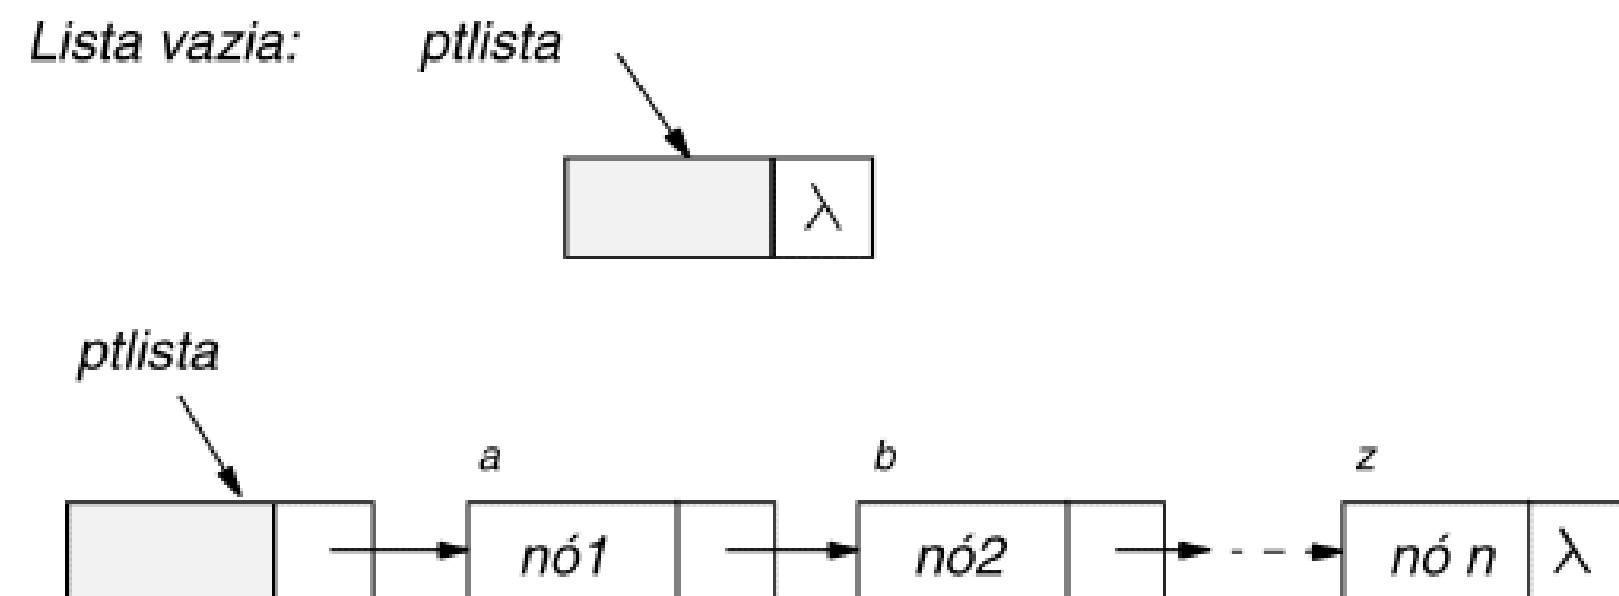 Lista vazia: ptlista
λ
ptlista
a b z
nó1 nó2 nó n λ